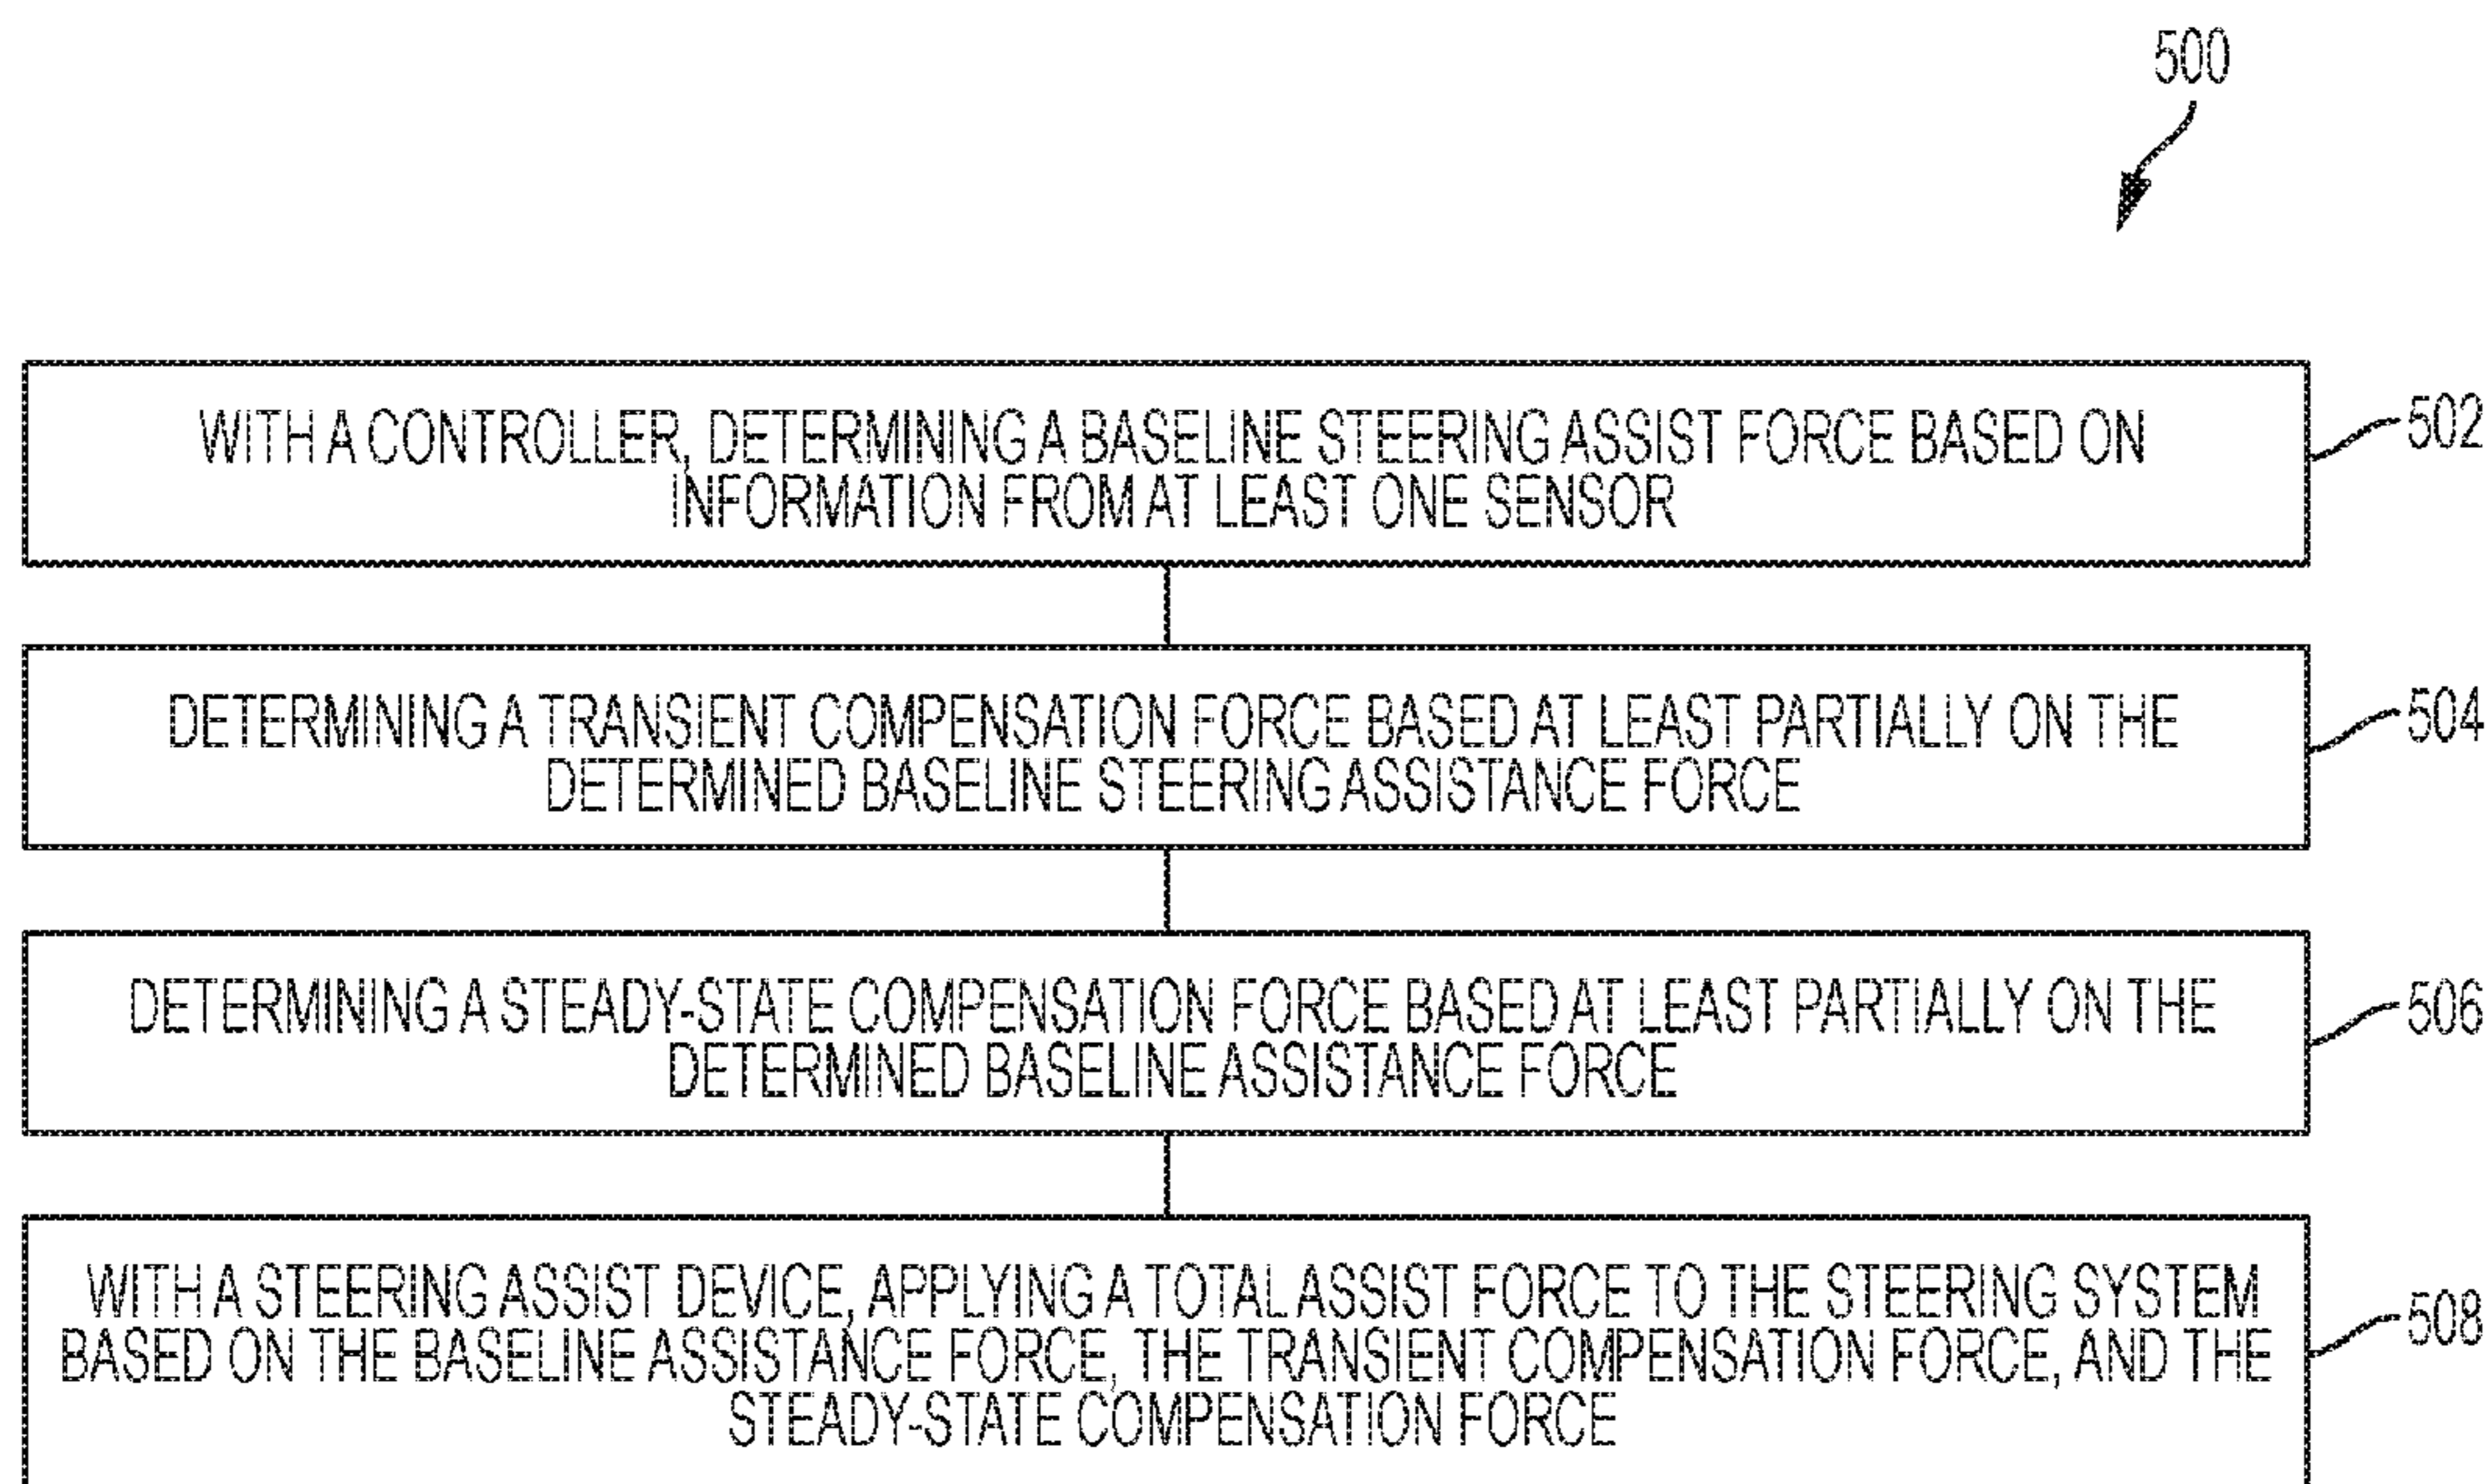 500
WITH A CONTROLLER, DETERMINING A BASELINE STEERING ASSIST FORCE BASED ON
INFORMATION FROM AT LEAST ONE SENSOR
502
DETERMINING A TRANSIENT COMPENSATION FORCE BASED AT LEAST PARTIALLY ON THE
DETERMINED BASELINE STEERING ASSISTANCE FORCE
504
DETERMINING A STEADY-STATE COMPENSATION FORCE BASED AT LEAST PARTIALLY ON THE
DETERMINED BASELINE ASSISTANCE FORCE
506
WITH A STEERING ASSIST DEVICE, APPLYING A TOTAL ASSIST FORCE TO THE STEERING SYSTEM
BASED ON THE BASELINE ASSISTANCE FORCE, THE TRANSIENT COMPENSATION FORCE, AND THE
STEADY-STATE COMPENSATION FORCE
508